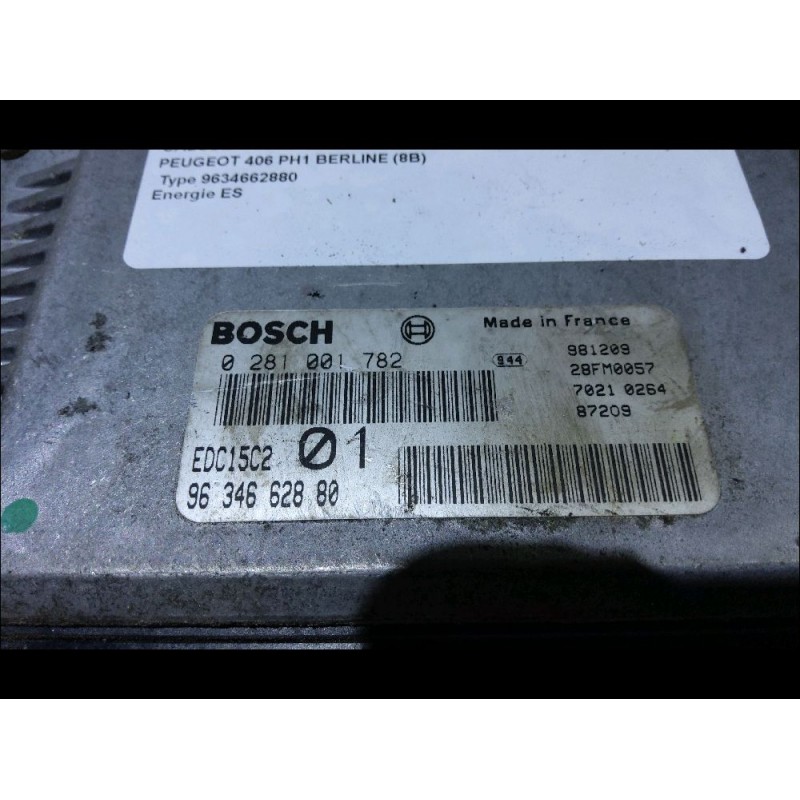 PEUGEOT 406 PH1 BERLINE (8B)
Type 9634662880
Energie ES
BOSCH Made in France
0 281 001 782 944 981209
28FM0057
7021 0264
87209
EDC15C2 01
96 346 628 80